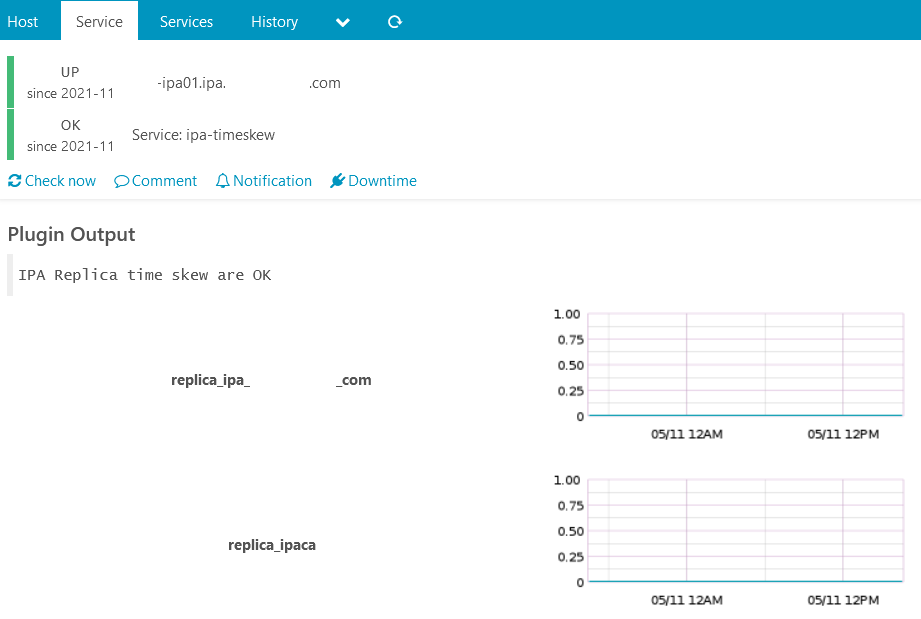 Host Service Services History
UP
since 2021-11
-ipa01.ipa. .com
OK
since 2021-11
Service: ipa-timeskew
Check now Comment Notification Downtime
Plugin Output
IPA Replica time skew are OK
replica_ipa_ _com
1.00
0.75
0.50
0.25
0
05/11 12AM 05/11 12PM
replica_ipaca
1.00
0.75
0.50
0.25
0
05/11 12AM 05/11 12PM